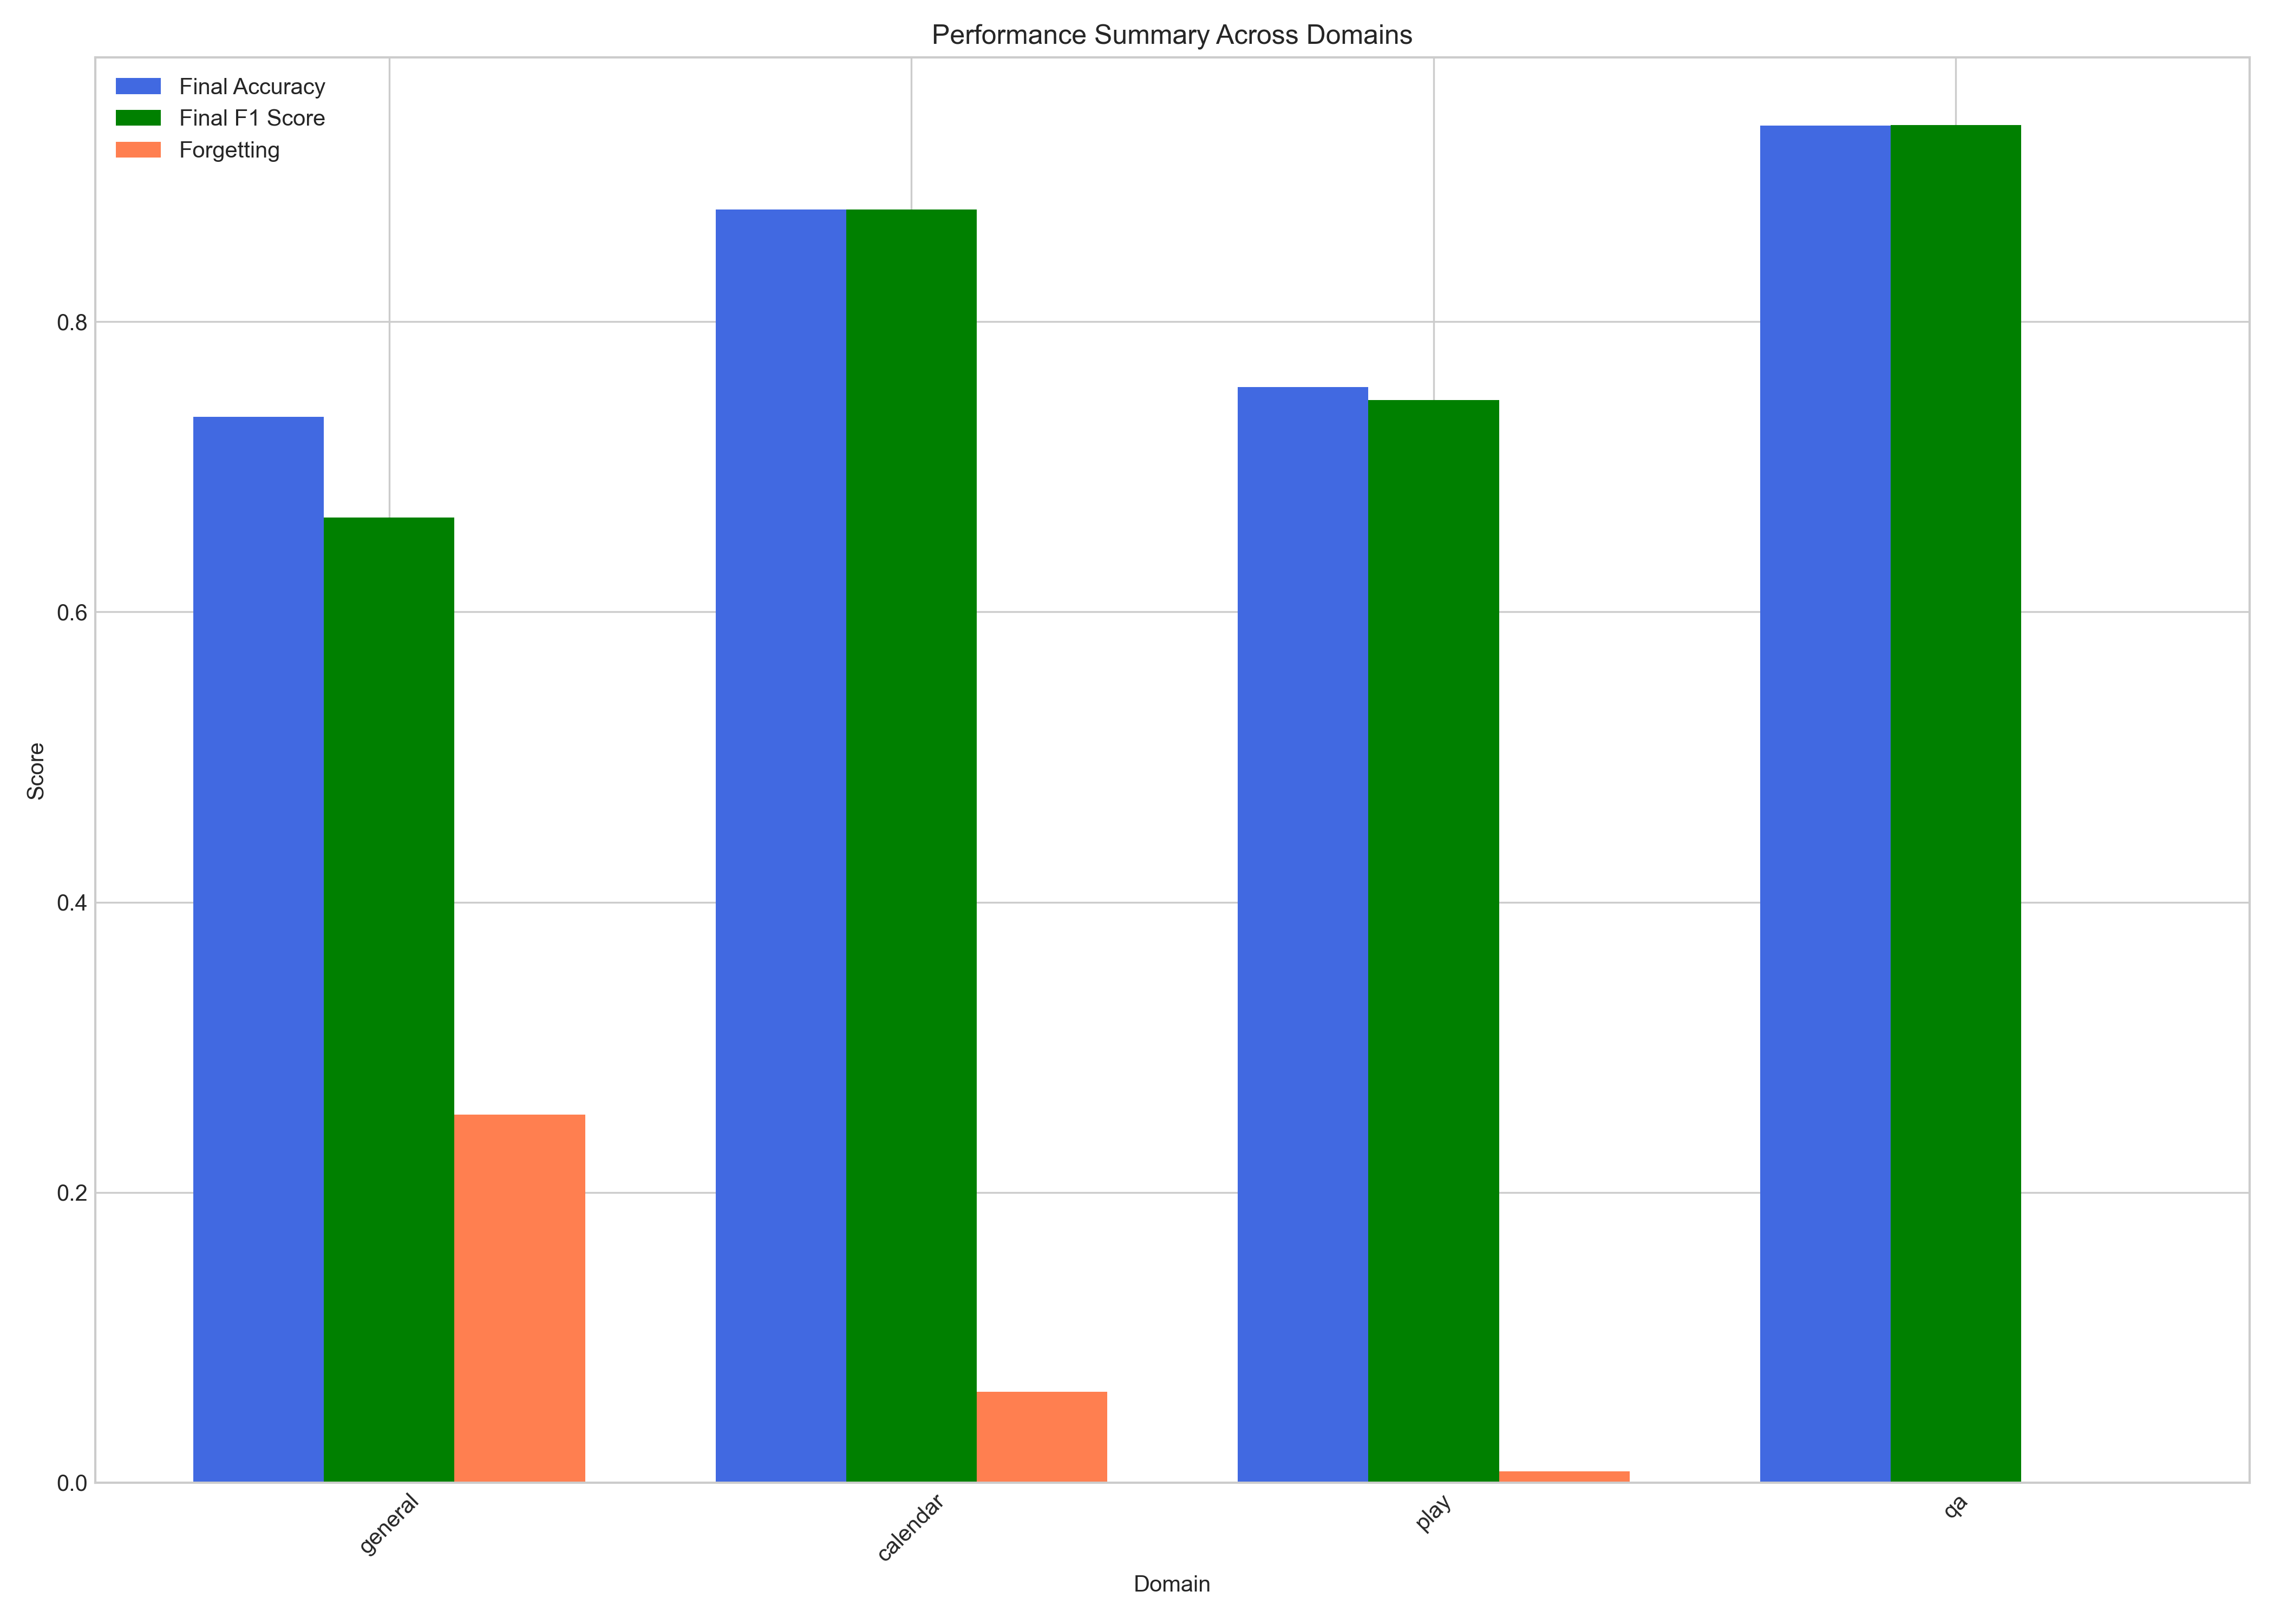 Performance Summary Across Domains
Final Accuracy
Final F1 Score
Forgetting
Score
0.8
0.6
0.4
0.2
0.0
general
calendar
play
qa
Domain